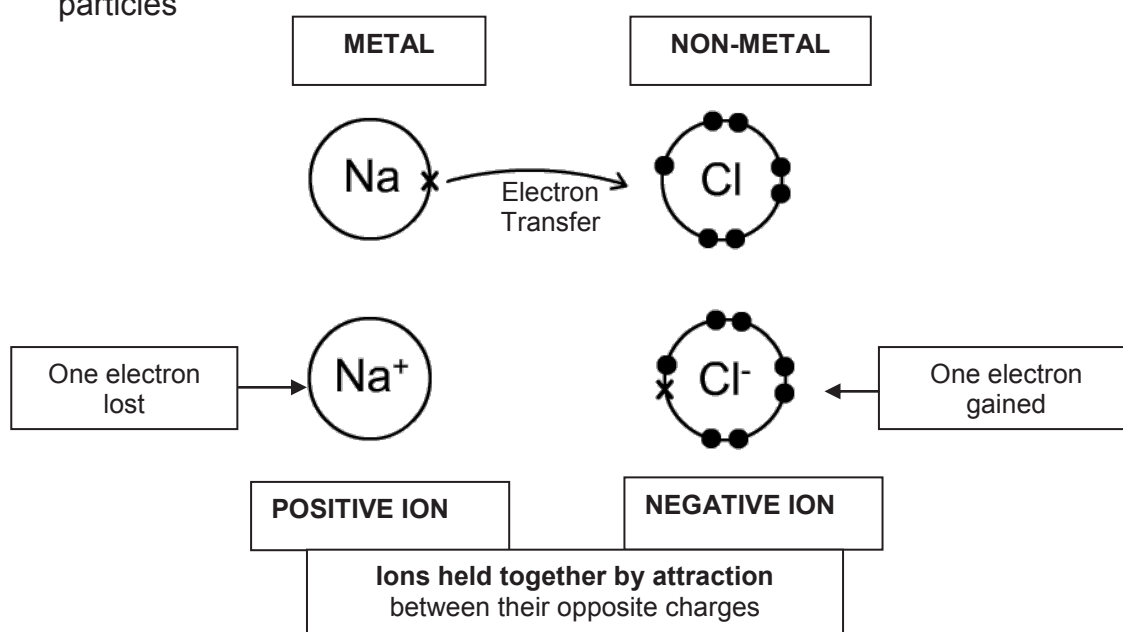 particles
METAL
NON-METAL
Na
Electron
Transfer
Cl
One electron
lost
Na⁺
Cl⁻
One electron
gained
POSITIVE ION
NEGATIVE ION
Ions held together by attraction
between their opposite charges